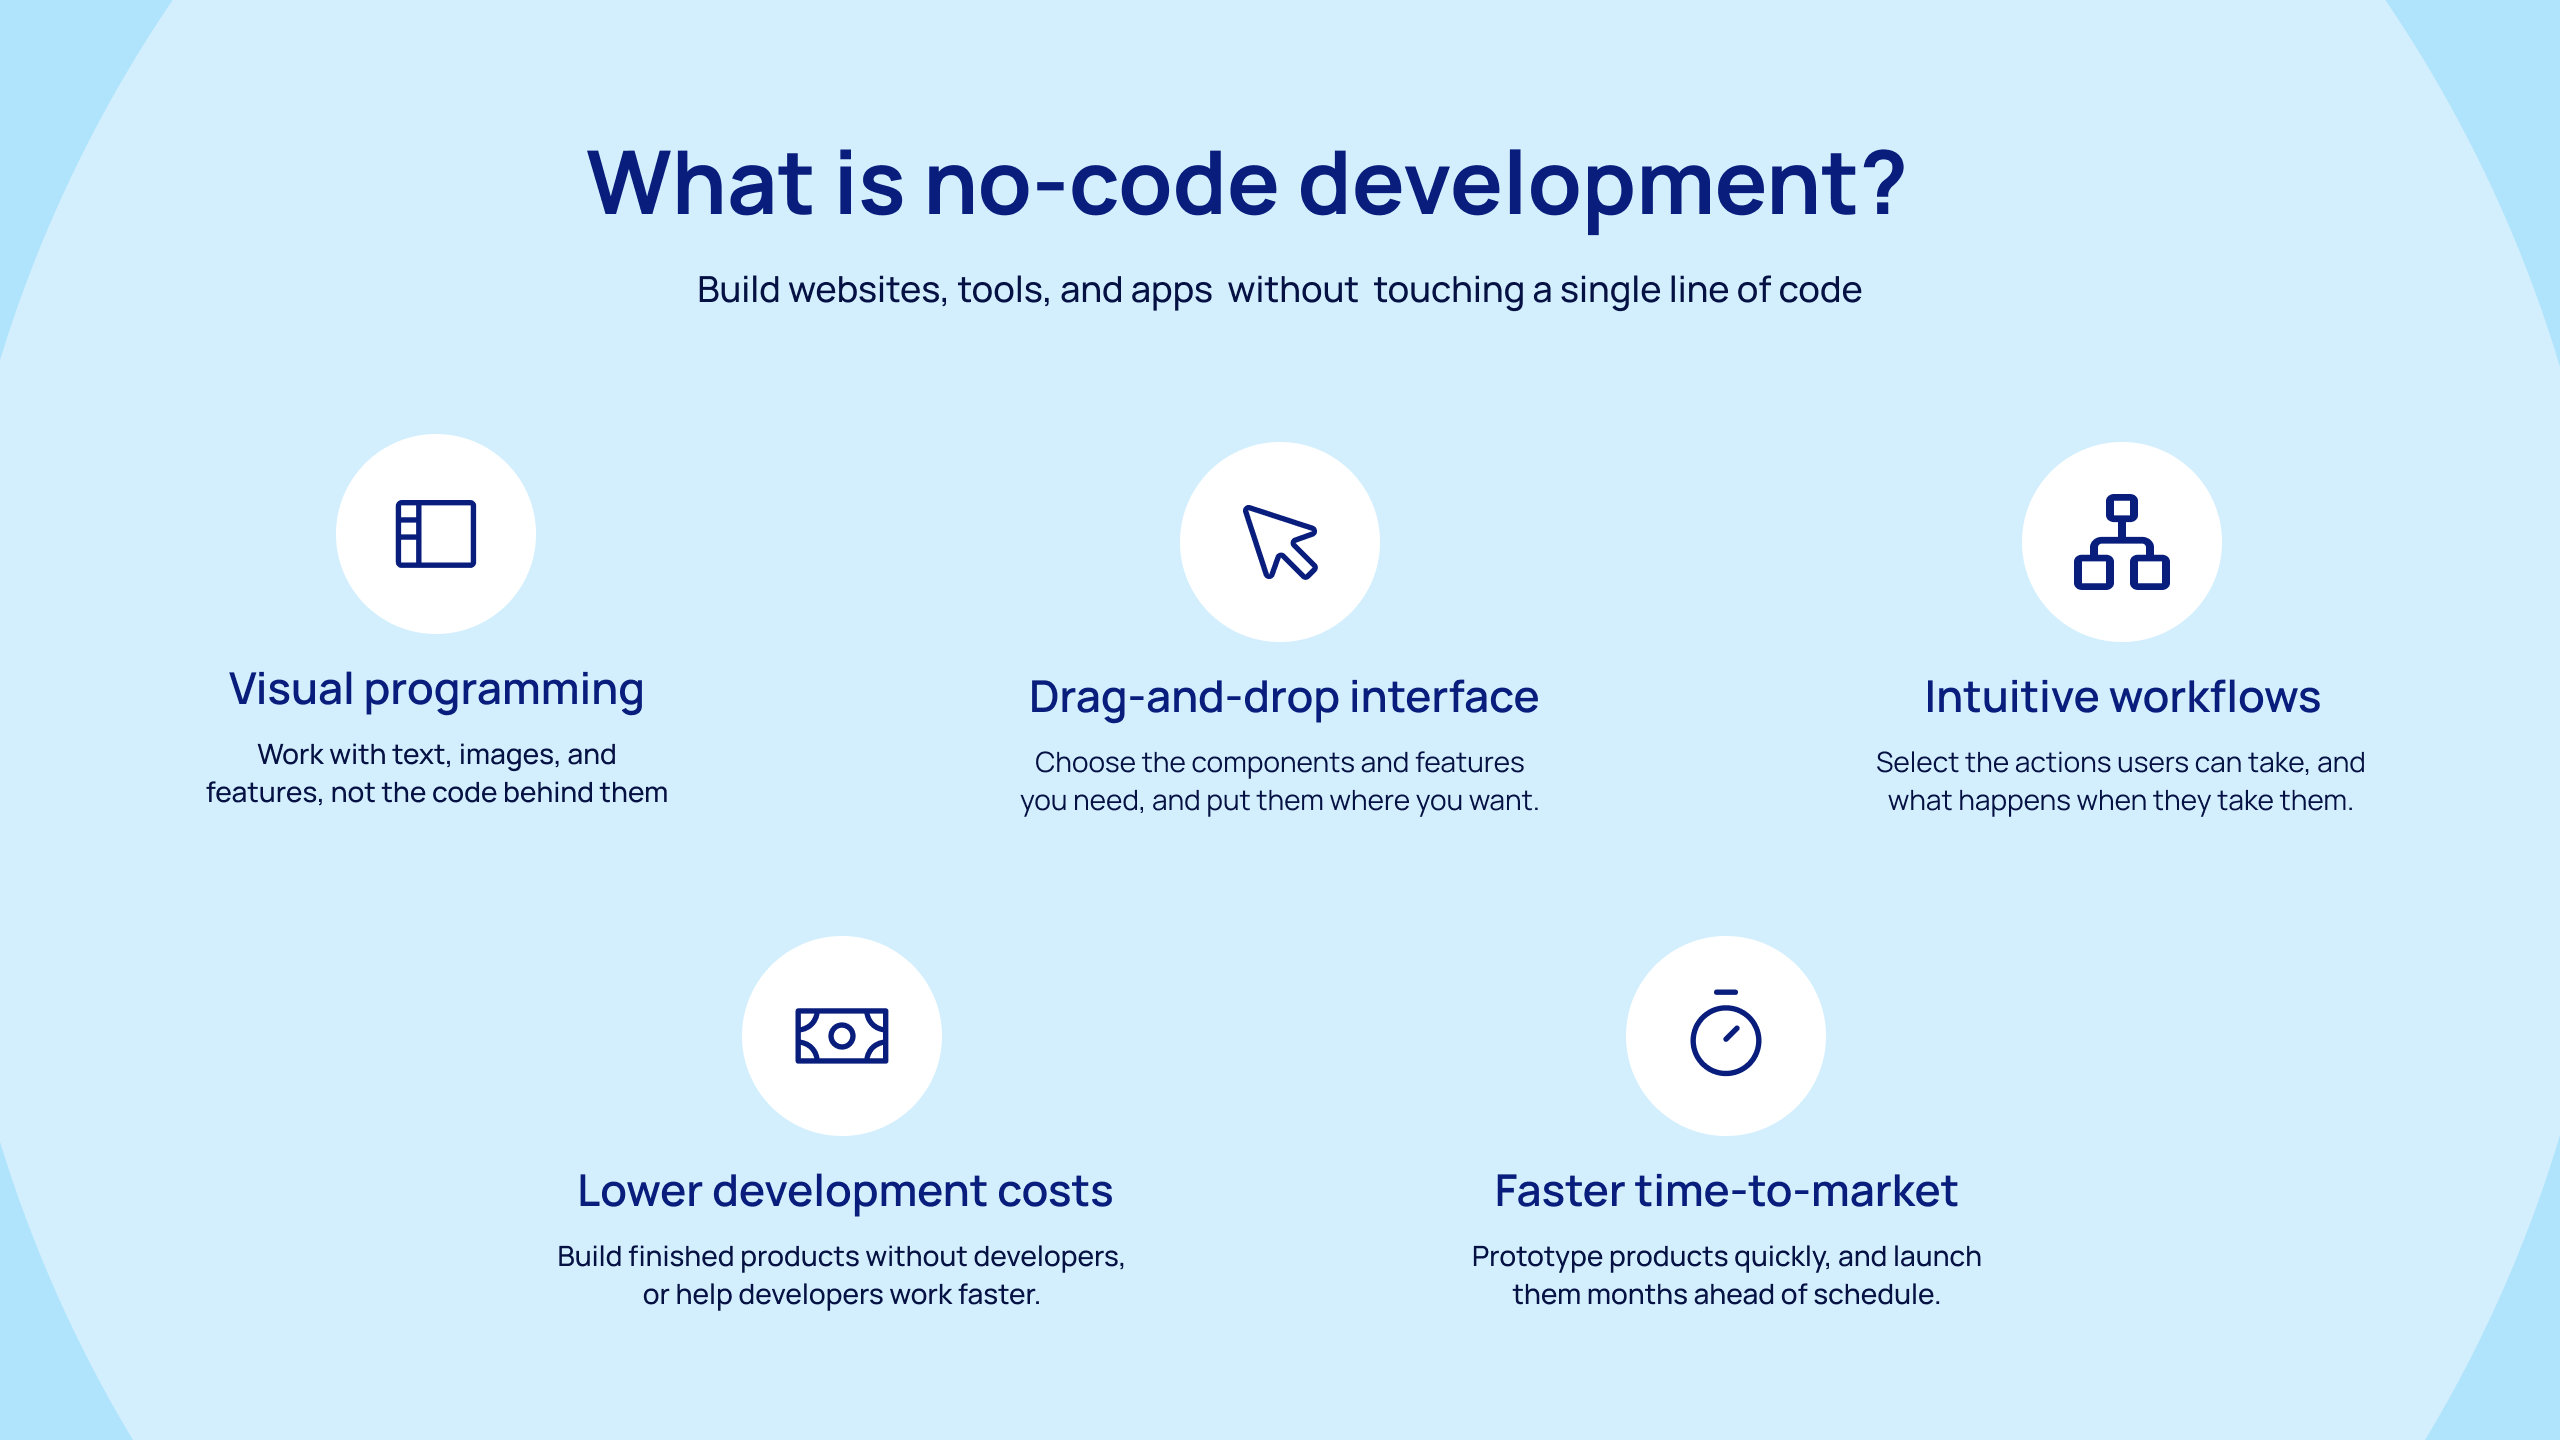 What is no-code development?
Build websites, tools, and apps without touching a single line of code
Visual programming
Work with text, images, and
features, not the code behind them
Drag-and-drop interface
Choose the components and features
you need, and put them where you want.
Intuitive workflows
Select the actions users can take, and
what happens when they take them.
Lower development costs
Build finished products without developers,
or help developers work faster.
Faster time-to-market
Prototype products quickly, and launch
them months ahead of schedule.